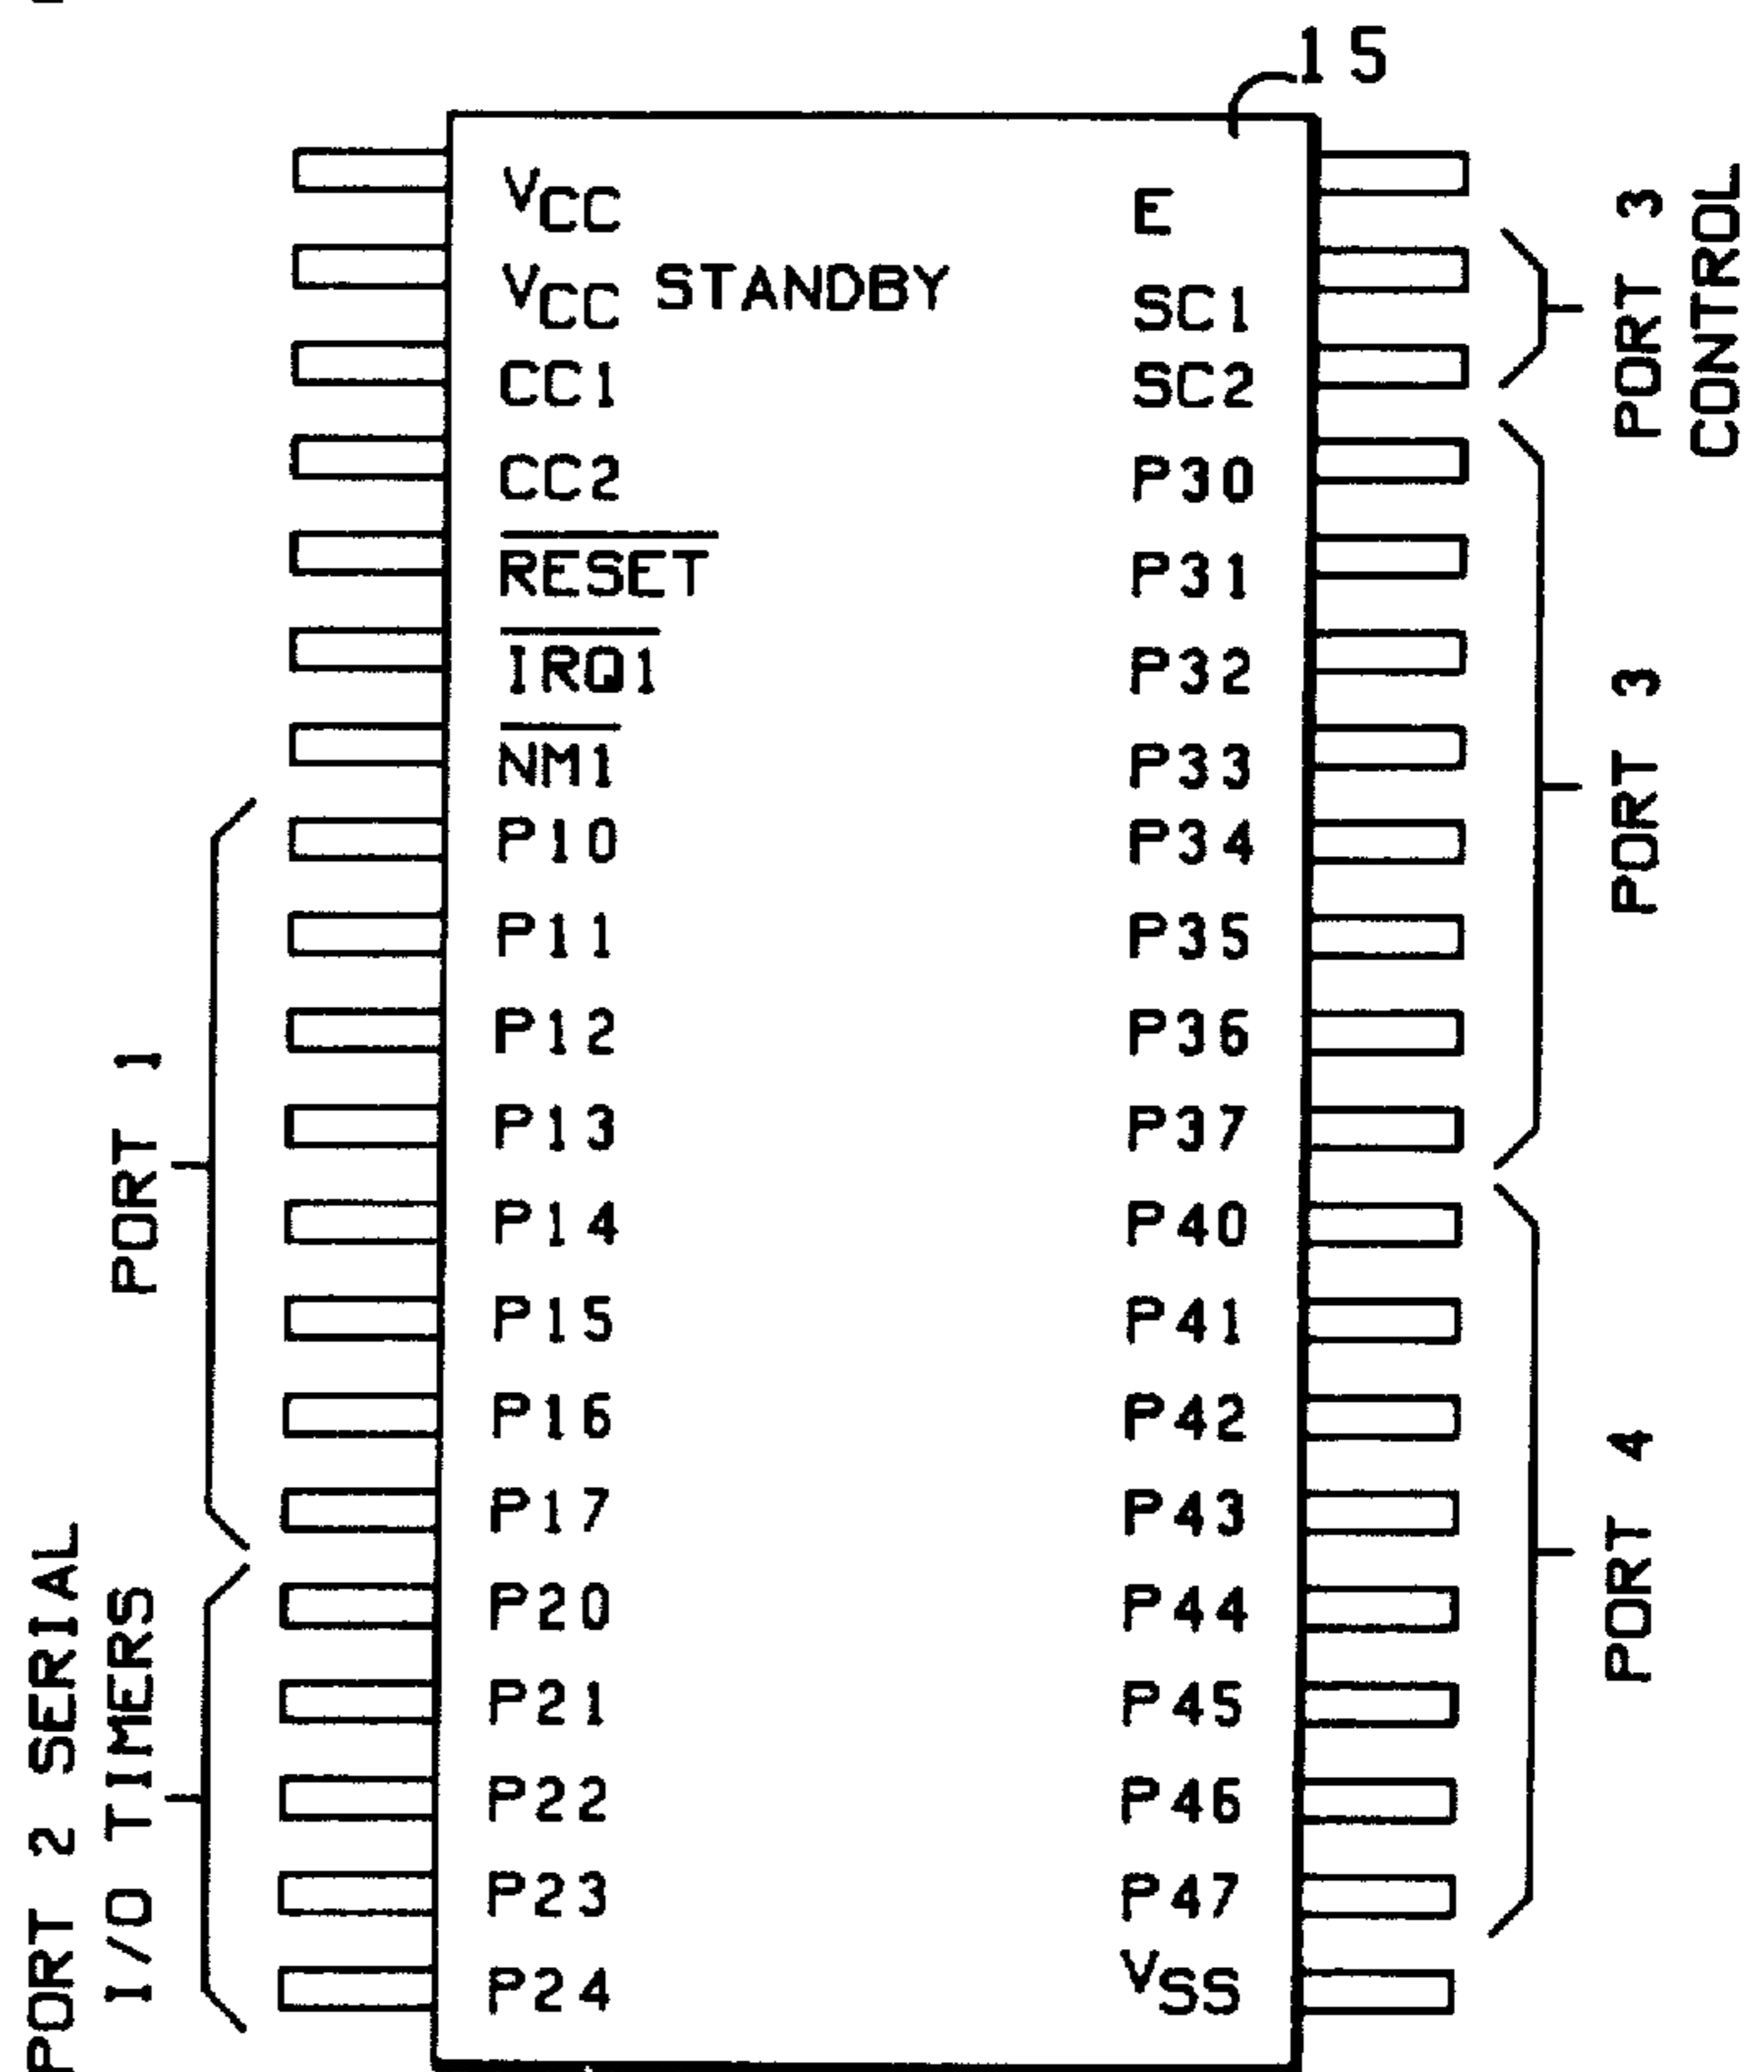 15
VCC
VCC STANDBY
CC1
CC2
RESET
IRQ1
NM1
P10
P11
P12
P13
P14
P15
P16
P17
P20
P21
P22
P23
P24
E
SC1
SC2
P30
P31
P32
P33
P34
P35
P36
P37
P40
P41
P42
P43
P44
P45
P46
P47
VSS
PORT 1
PORT 2 SERIAL
I/O TIMERS
PORT 3
CONTROL
PORT 3
PORT 4